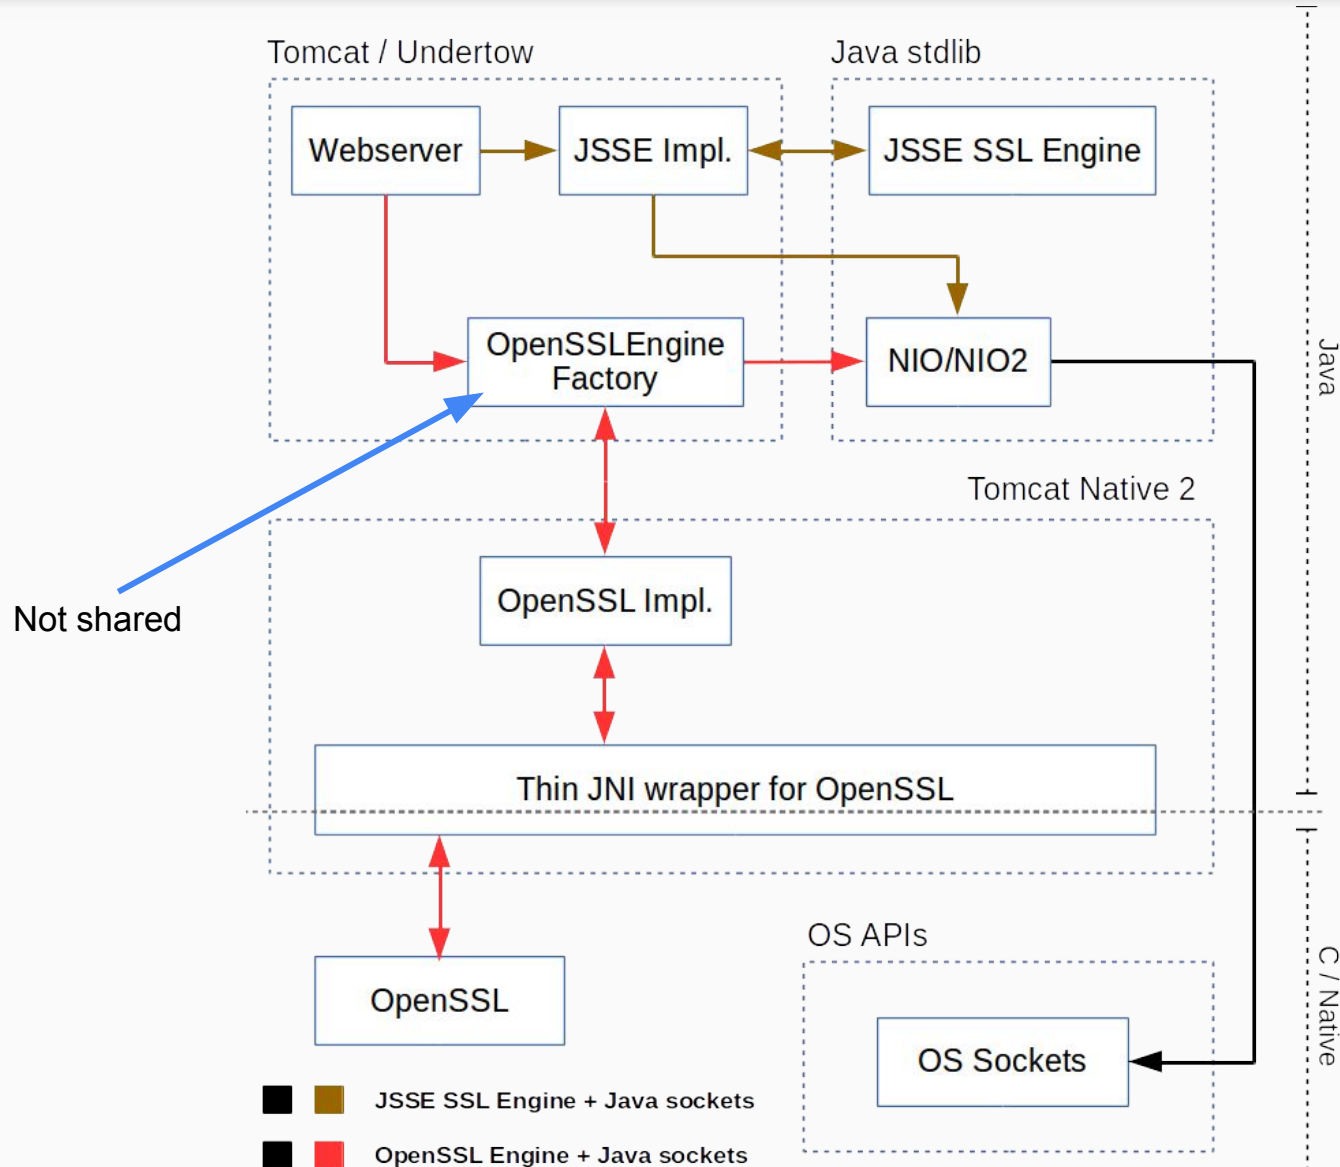 Tomcat / Undertow
Java stdlib
Webserver
JSSE Impl.
JSSE SSL Engine
OpenSSLEngine
Factory
NIO/NIO2
Java
Tomcat Native 2
OpenSSL Impl.
Not shared
Thin JNI wrapper for OpenSSL
OS APIs
C / Native
OpenSSL
OS Sockets
JSSE SSL Engine + Java sockets
OpenSSL Engine + Java sockets